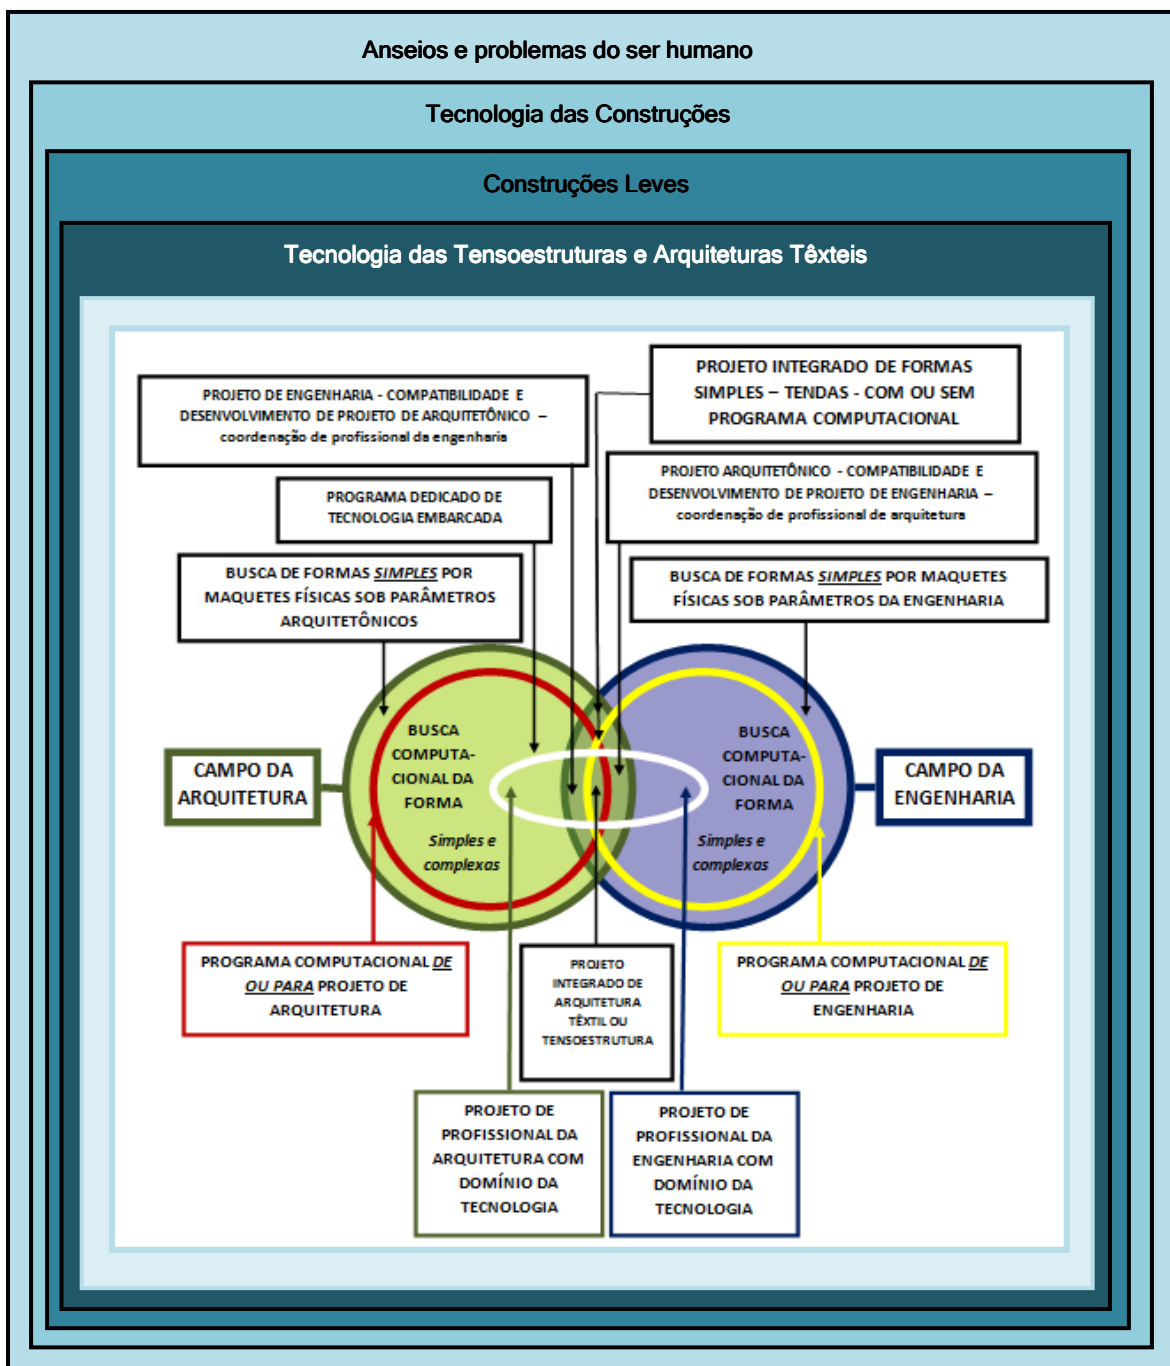 Anseios e problemas do ser humano
Tecnologia das Construções
Construções Leves
Tecnologia das Tensoestruturas e Arquiteturas Têxteis
PROJETO DE ENGENHARIA - COMPATIBILIDADE E
DESENVOLVIMENTO DE PROJETO DE ARQUITETÔNICO –
coordenação de profissional da engenharia
PROJETO INTEGRADO DE FORMAS
SIMPLES – TENDAS - COM OU SEM
PROGRAMA COMPUTACIONAL
PROGRAMA DEDICADO DE
TECNOLOGIA EMBARCADA
PROJETO ARQUITETÔNICO - COMPATIBILIDADE E
DESENVOLVIMENTO DE PROJETO DE ENGENHARIA –
coordenação de profissional de arquitetura
BUSCA DE FORMAS SIMPLES POR
MAQUETES FÍSICAS SOB PARÂMETROS
ARQUITETÔNICOS
BUSCA DE FORMAS SIMPLES POR MAQUETES
FÍSICAS SOB PARÂMETROS DA ENGENHARIA
CAMPO DA
ARQUITETURA
BUSCA
COMPUTA-
CIONAL DA
FORMA
Simples e
complexas
BUSCA
COMPUTA-
CIONAL DA
FORMA
Simples e
complexas
CAMPO DA
ENGENHARIA
PROGRAMA COMPUTACIONAL DE
OU PARA PROJETO DE
ARQUITETURA
PROJETO
INTEGRADO DE
ARQUITETURA
TÊXTIL OU
TENSOESTRUTURA
PROGRAMA COMPUTACIONAL DE
OU PARA PROJETO DE
ENGENHARIA
PROJETO DE
PROFISSIONAL DA
ARQUITETURA COM
DOMÍNIO DA
TECNOLOGIA
PROJETO DE
PROFISSIONAL DA
ENGENHARIA COM
DOMÍNIO DA
TECNOLOGIA